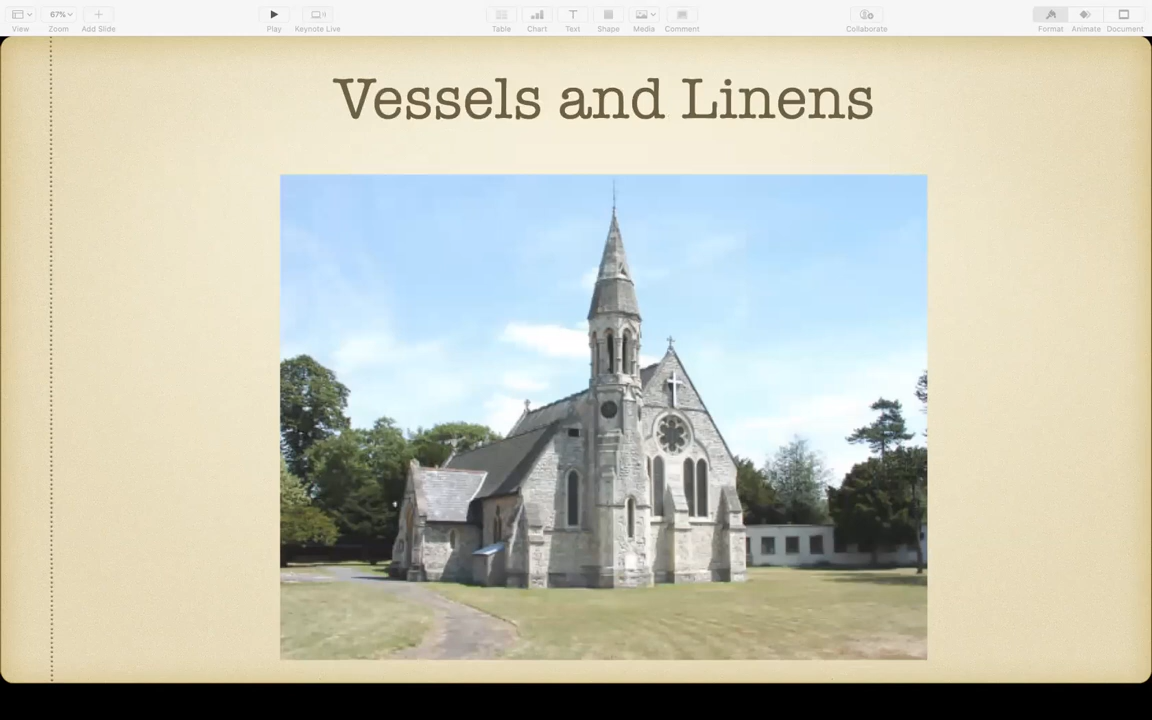 67%
View
Zoom
Add Slide
Play
Keynote Live
Table
Chart
Text
Shape
Media
Comment
Collaborate
Format
Animate
Document
Vessels and Linens